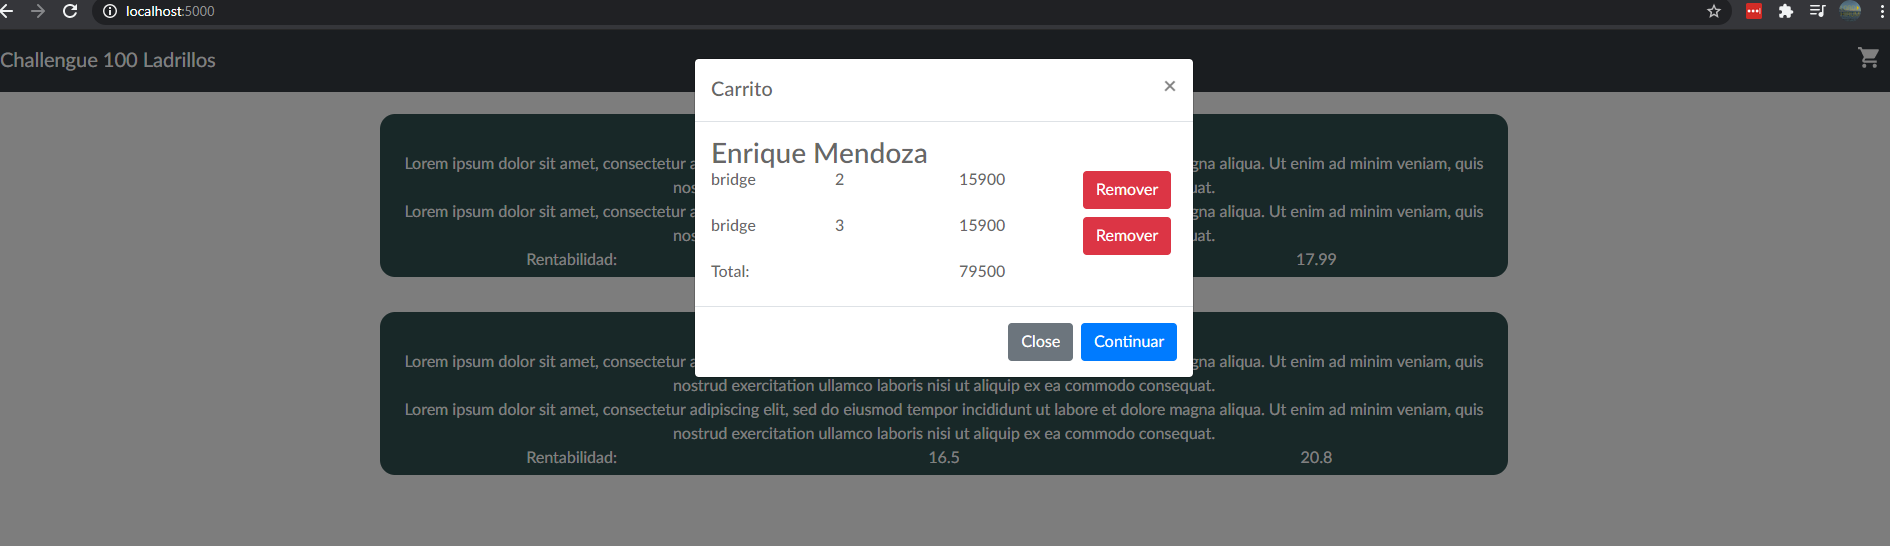 localhost:5000
Challengue 100 Ladrillos
Carrito ×
Enrique Mendoza
bridge 2 15900 Remover
bridge 3 15900 Remover
Total: 79500
Close Continuar
Lorem ipsum dolor sit amet, consectetur a gna aliqua. Ut enim ad minim veniam, quis
nos uat.
Lorem ipsum dolor sit amet, consectetur a gna aliqua. Ut enim ad minim veniam, quis
nos uat.
Rentabilidad: 17.99
Lorem ipsum dolor sit amet, consectetur a gna aliqua. Ut enim ad minim veniam, quis
nostrud exercitation ullamco laboris nisi ut aliquip ex ea commodo consequat.
Lorem ipsum dolor sit amet, consectetur adipiscing elit, sed do eiusmod tempor incididunt ut labore et dolore magna aliqua. Ut enim ad minim veniam, quis
nostrud exercitation ullamco laboris nisi ut aliquip ex ea commodo consequat.
Rentabilidad: 16.5 20.8